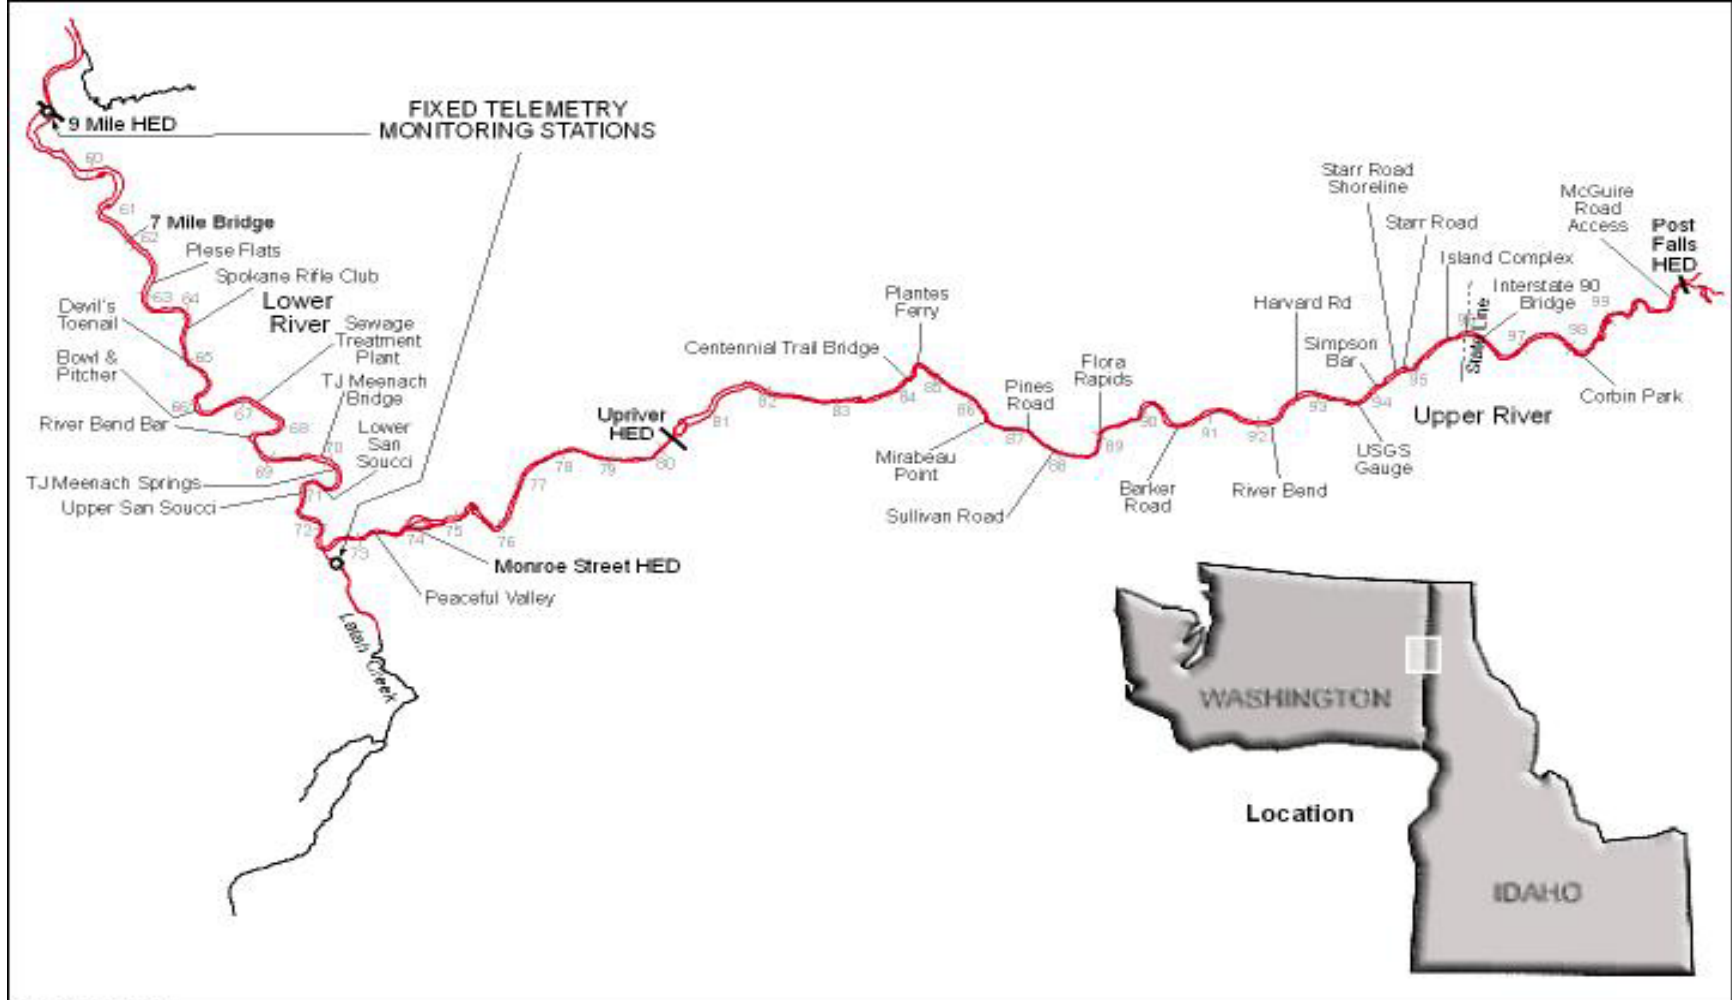 FIXED TELEMETRY
MONITORING STATIONS
9 Mile HED
60
61
7 Mile Bridge
62
Plese Flats
Spokane Rifle Club
63
64
Lower
River
Devil's
Toenail
Sewage
Treatment
Plant
Bowl &
Pitcher
65
TJ Meenach
Bridge
66
67
River Bend Bar
68
Lower
San
Soucci
69
70
TJ Meenach Springs
71
Upper San Soucci
72
73
74
75
76
77
78
79
80
Monroe Street HED
Peaceful Valley
Latah Creek
Upriver
HED
81
82
83
84
85
86
87
88
89
90
91
92
93
94
95
97
98
99
Centennial Trail Bridge
Plantes
Ferry
Mirabeau
Point
Pines
Road
Sullivan Road
Flora
Rapids
Barker
Road
River Bend
Harvard Rd
Simpson
Bar
USGS
Gauge
Starr Road
Shoreline
Starr Road
Island Complex
State Line
Interstate 90
Bridge
Upper River
Corbin Park
McGuire
Road
Access
Post
Falls
HED
WASHINGTON
IDAHO
Location